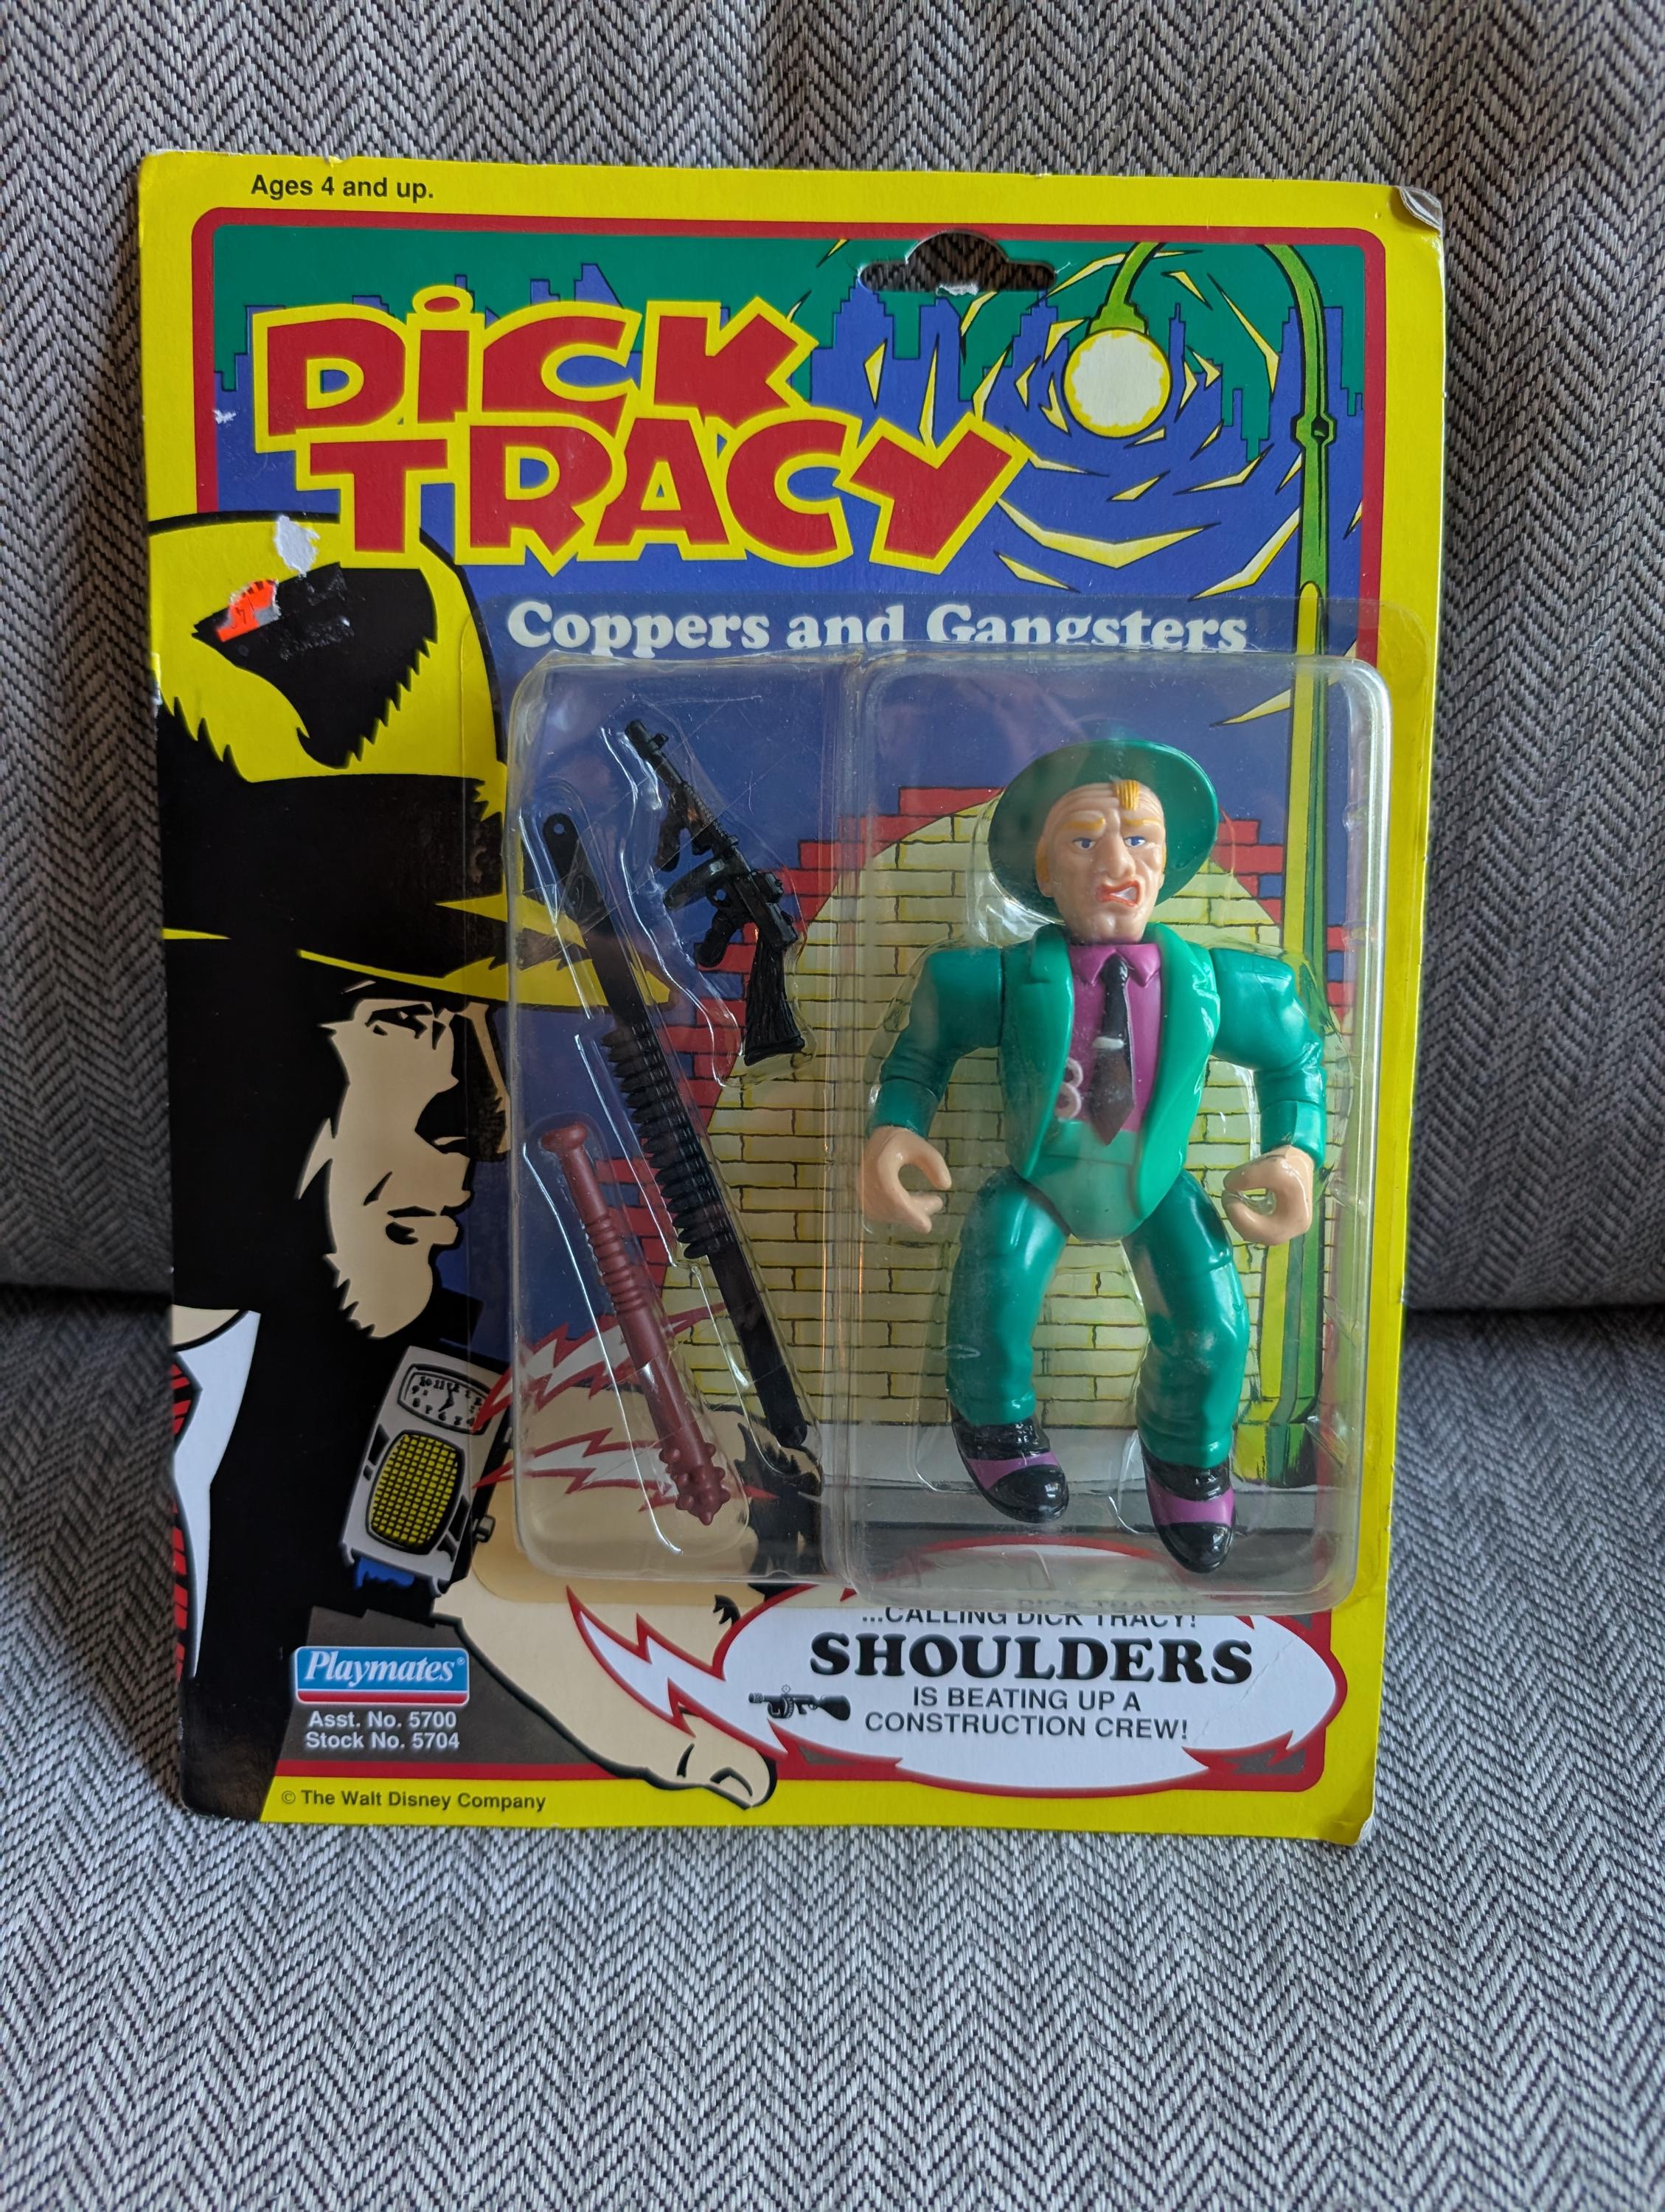 Ages 4 and up.
DiCK
TRACY
Coppers and Gangsters
...CALLING DICK TRACY!
SHOULDERS
IS BEATING UP A
CONSTRUCTION CREW!
Playmates®
Asst. No. 5700
Stock No. 5704
© The Walt Disney Company